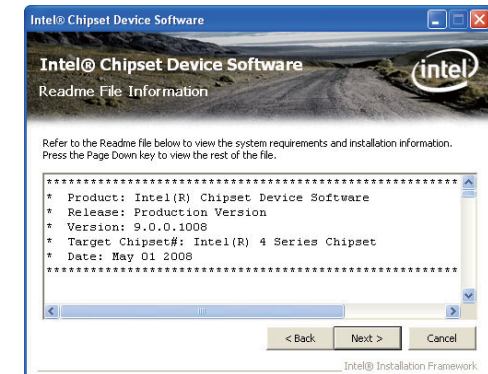 Intel® Chipset Device Software
Intel® Chipset Device Software
intel
Readme File Information
Refer to the Readme file below to view the system requirements and installation information.
Press the Page Down key to view the rest of the file.
**********************************************************
* Product: Intel(R) Chipset Device Software
* Release: Production Version
* Version: 9.0.0.1008
* Target Chipset#: Intel(R) 4 Series Chipset
* Date: May 01 2008
**********************************************************
< Back Next > Cancel
Intel® Installation Framework